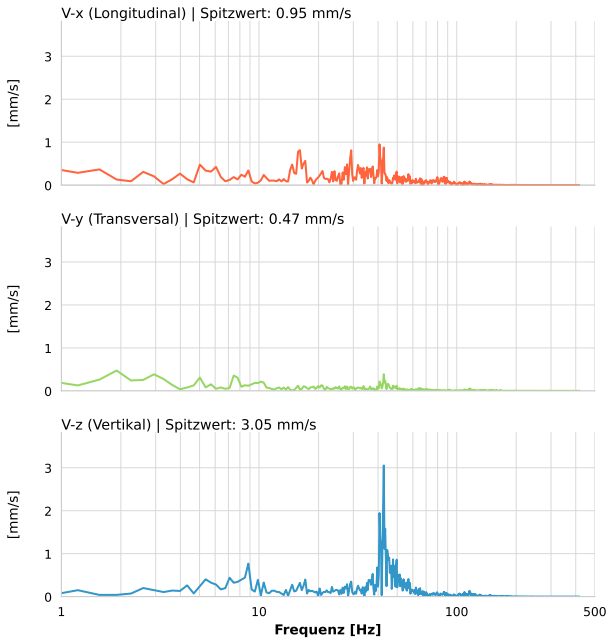 V-x (Longitudinal) | Spitzwert: 0.95 mm/s
3
2
1
0
[mm/s]
V-y (Transversal) | Spitzwert: 0.47 mm/s
3
2
1
0
[mm/s]
V-z (Vertikal) | Spitzwert: 3.05 mm/s
3
2
1
0
[mm/s]
1 10 100 500
Frequenz [Hz]